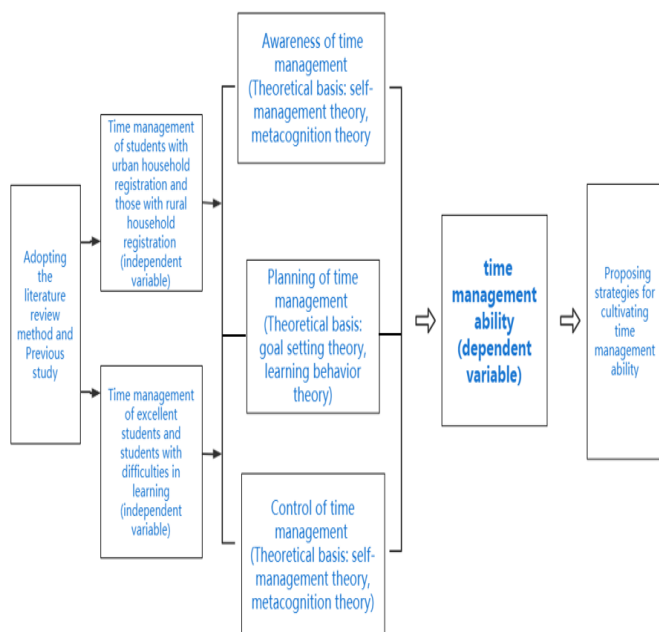 Adopting
the
literature
review
method and
Previous
study
Time management
of students with
urban household
registration and
those with rural
household
registration
(independent
variable)
Time management
of excellent
students and
students with
difficulties in
learning
(independent
variable)
Awareness of time
management
(Theoretical basis: self-
management theory,
metacognition theory
Planning of time
management
(Theoretical basis:
goal setting theory,
learning behavior
theory)
Control of time
management
(Theoretical basis: self-
management theory,
metacognition theory)
time
management
ability
(dependent
variable)
Proposing
strategies for
cultivating
time
management
ability